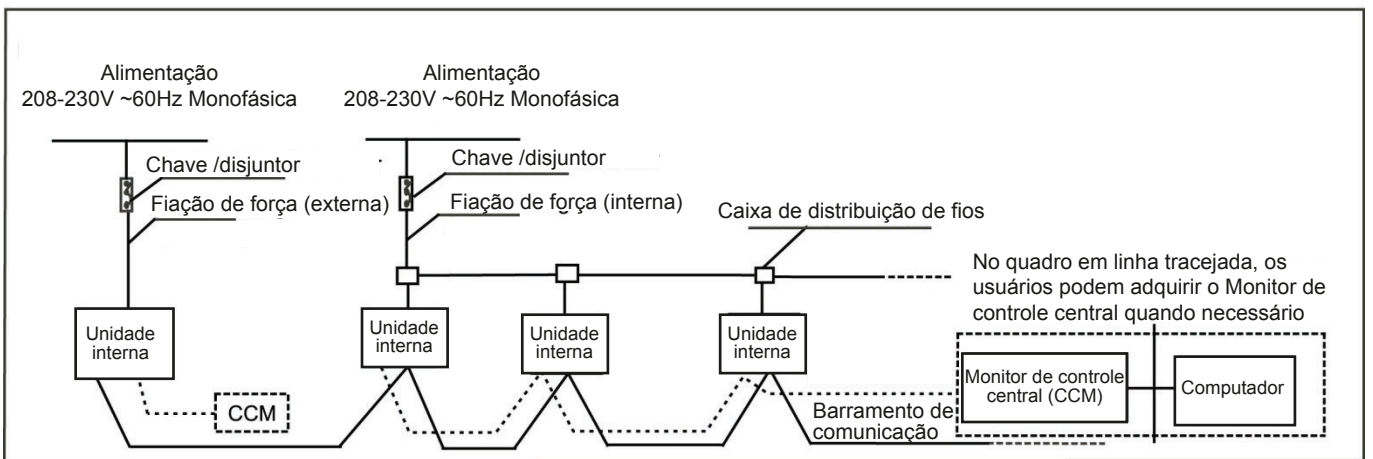 Alimentação
208-230V ~60Hz Monofásica
Alimentação
208-230V ~60Hz Monofásica
Chave /disjuntor
Fiação de força (externa)
Chave /disjuntor
Fiação de força (interna)
Caixa de distribuição de fios
No quadro em linha tracejada, os
usuários podem adquirir o Monitor de
controle central quando necessário
Unidade
interna
Unidade
interna
Unidade
interna
Unidade
interna
CCM
Monitor de controle
central (CCM)
Computador
Barramento de
comunicação